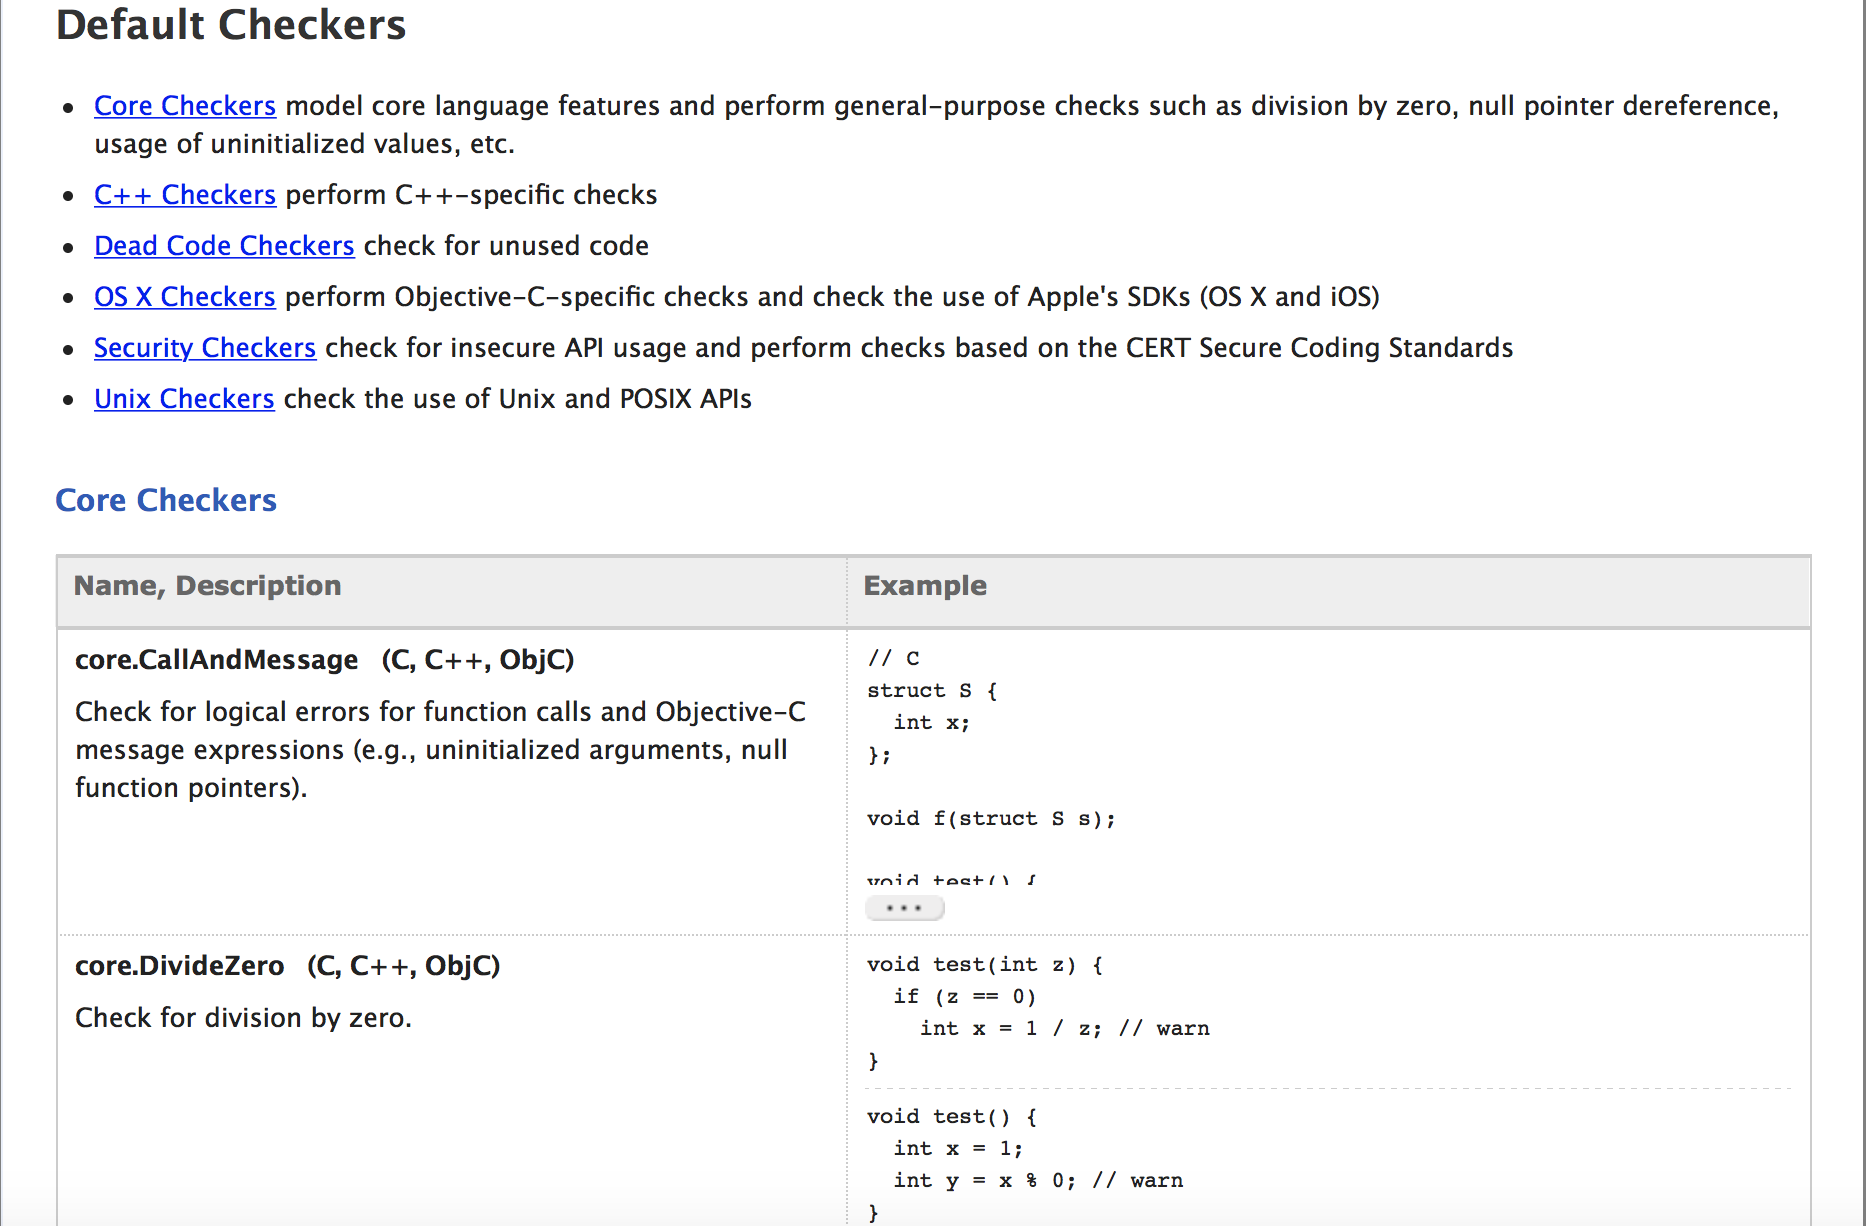 Default Checkers
Core Checkers model core language features and perform general-purpose checks such as division by zero, null pointer dereference,
usage of uninitialized values, etc.
C++ Checkers perform C++-specific checks
Dead Code Checkers check for unused code
OS X Checkers perform Objective-C-specific checks and check the use of Apple's SDKs (OS X and iOS)
Security Checkers check for insecure API usage and perform checks based on the CERT Secure Coding Standards
Unix Checkers check the use of Unix and POSIX APIs
Core Checkers
Name, Description
Example
core.CallAndMessage (C, C++, ObjC)
Check for logical errors for function calls and Objective-C
message expressions (e.g., uninitialized arguments, null
function pointers).
// C
struct S {
  int x;
};
void f(struct S s);
void test() {
...
core.DivideZero (C, C++, ObjC)
Check for division by zero.
void test(int z) {
  if (z == 0)
    int x = 1 / z; // warn
}
void test() {
  int x = 1;
  int y = x % 0; // warn
}